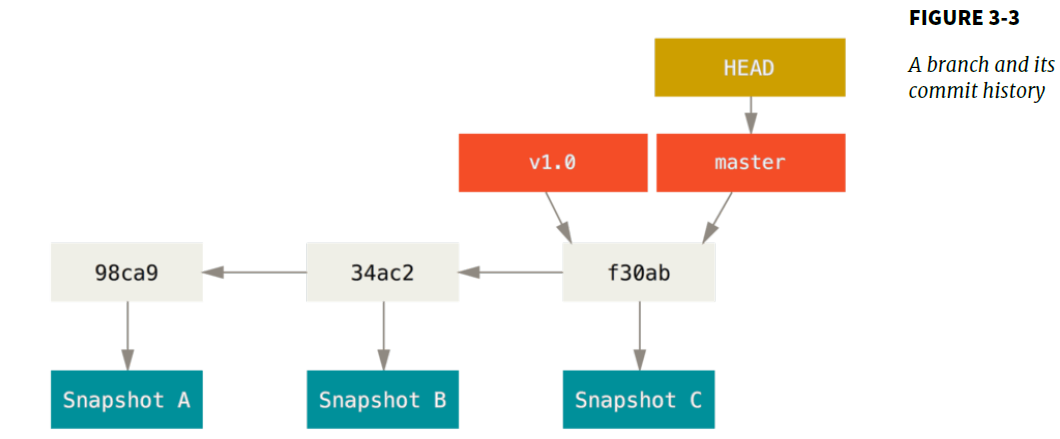 FIGURE 3-3
A branch and its
commit history
HEAD
v1.0 master
98ca9 34ac2 f30ab
Snapshot A Snapshot B Snapshot C